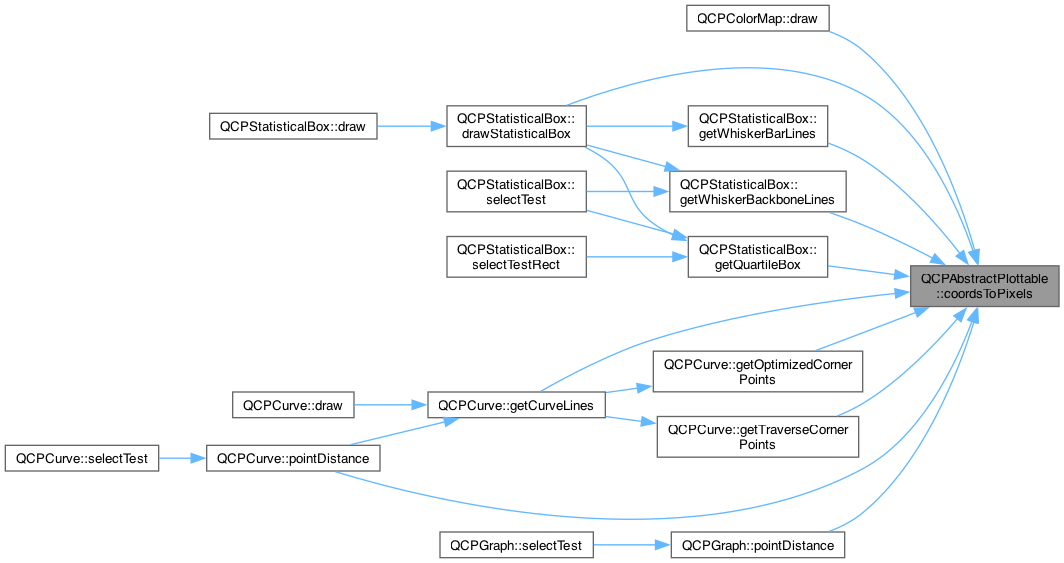 QCPColorMap::draw
QCPStatisticalBox::draw
QCPStatisticalBox::
drawStatisticalBox
QCPStatisticalBox::
getWhiskerBarLines
QCPStatisticalBox::
selectTest
QCPStatisticalBox::
getWhiskerBackboneLines
QCPStatisticalBox::
selectTestRect
QCPStatisticalBox::
getQuartileBox
QCPAbstractPlottable
::coordsToPixels
QCPCurve::getOptimizedCorner
Points
QCPCurve::draw
QCPCurve::getCurveLines
QCPCurve::getTraverseCorner
Points
QCPCurve::selectTest
QCPCurve::pointDistance
QCPGraph::selectTest
QCPGraph::pointDistance